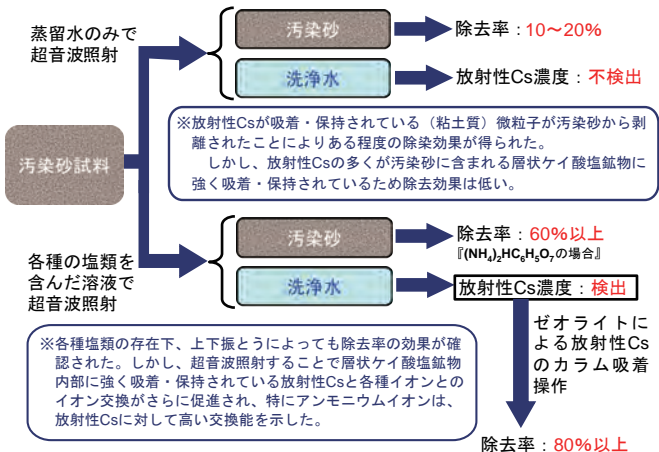 蒸留水のみで
超音波照射
汚染砂
除去率：10～20%
洗浄水
放射性Cs濃度：不検出
※放射性Csが吸着・保持されている（粘土質）微粒子が汚染砂から剥
離されたことによりある程度の除染効果が得られた。
しかし、放射性Csの多くが汚染砂に含まれる層状ケイ酸塩鉱物に
強く吸着・保持されているため除去効果は低い。
汚染砂試料
各種の塩類を
含んだ溶液で
超音波照射
汚染砂
除去率：60%以上
『(NH₄)₂HC₆H₅O₇の場合』
洗浄水
放射性Cs濃度：検出
※各種塩類の存在下、上下振とうによっても除去率の効果が確
認された。しかし、超音波照射することで層状ケイ酸塩鉱物
内部に強く吸着・保持されている放射性Csと各種イオンとの
イオン交換がさらに促進され、特にアンモニウムイオンは、
放射性Csに対して高い交換能を示した。
ゼオライトに
よる放射性Cs
のカラム吸着
操作
除去率：80%以上